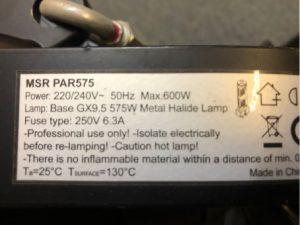 MSR PAR575
Power: 220/240V~ 50Hz Max.600W
Lamp: Base GX9.5 575W Metal Halide Lamp
Fuse type: 250V 6.3A
-Professional use only! -Isolate electrically
before re-lamping! -Caution hot lamp!
-There is no inflammable material within a distance of min. 0
Ta=25°C TSURFACE=130°C
Made in Chin